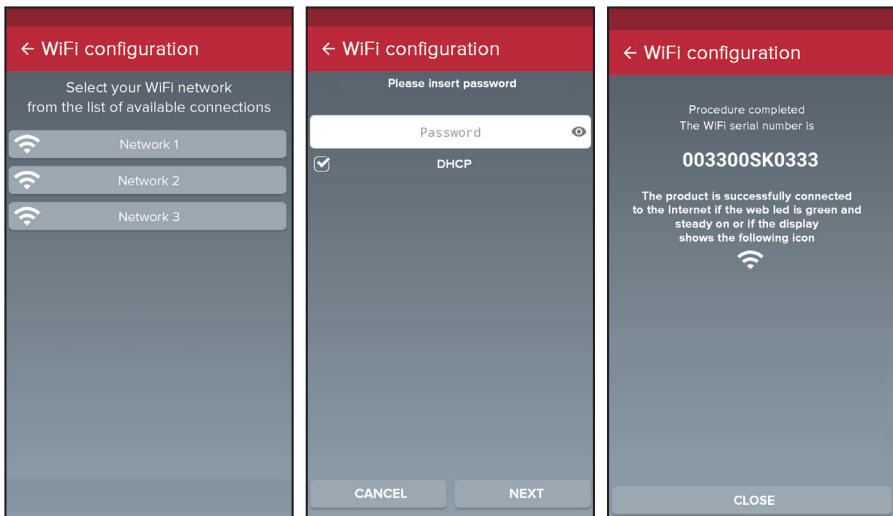 WiFi configuration
Select your WiFi network
from the list of available connections
Network 1
Network 2
Network 3
WiFi configuration
Please insert password
Password
DHCP
CANCEL
NEXT
WiFi configuration
Procedure completed
The WiFi serial number is
003300SK0333
The product is successfully connected
to the Internet if the web led is green and
steady on or if the display
shows the following icon
CLOSE